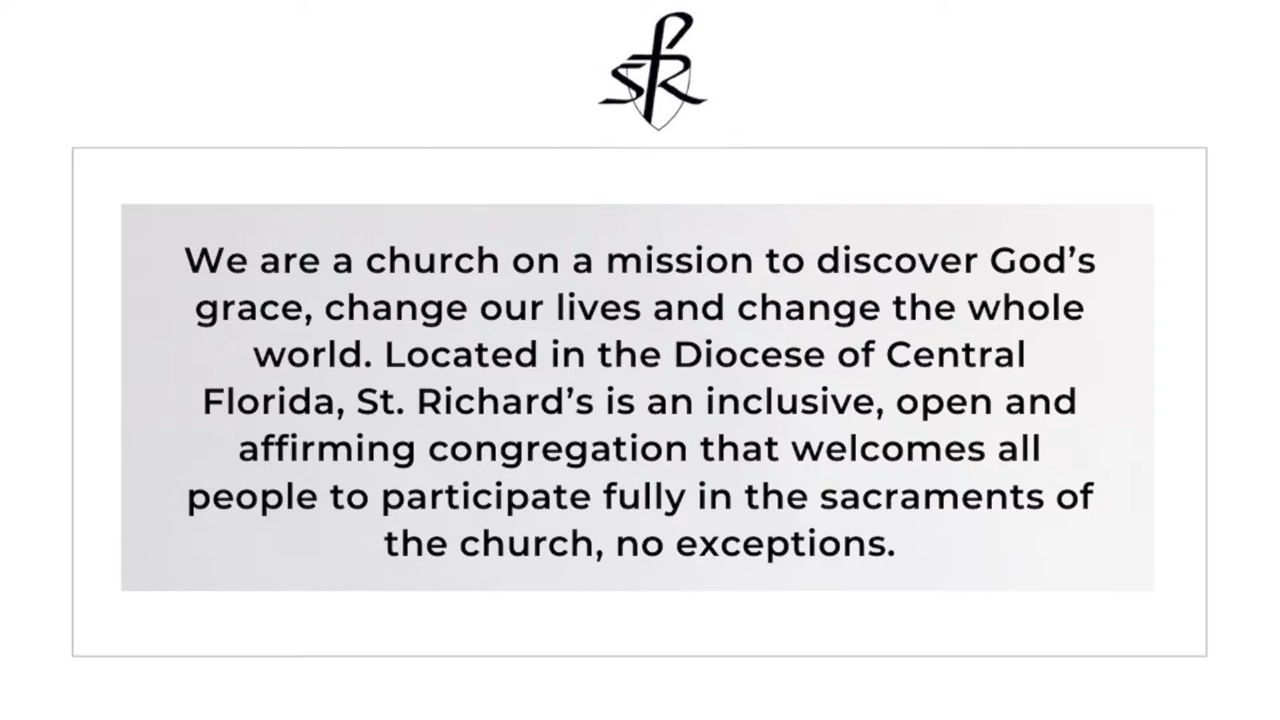 SR
We are a church on a mission to discover God’s
grace, change our lives and change the whole
world. Located in the Diocese of Central
Florida, St. Richard’s is an inclusive, open and
affirming congregation that welcomes all
people to participate fully in the sacraments of
the church, no exceptions.